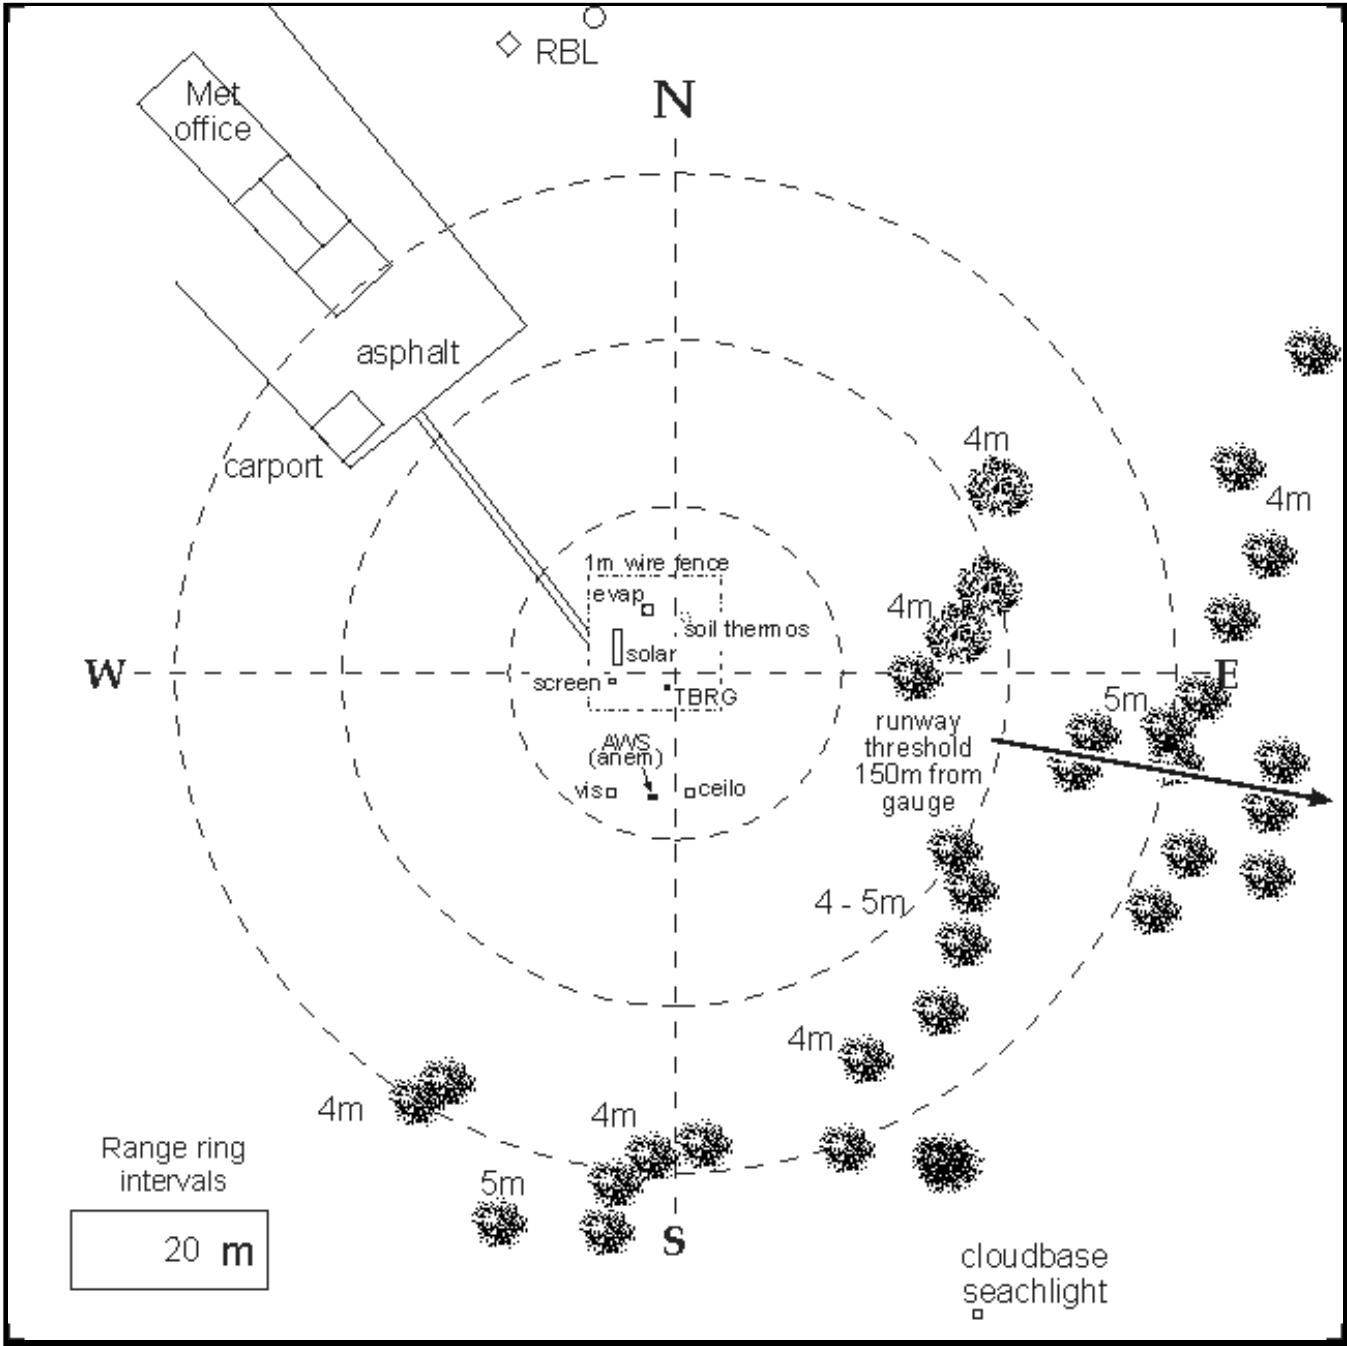 RBL
N
Met
office
asphalt
carport
4m
4m
1m wire fence
evap
4m
soil thermos
solar
W
E
screen
TBRG
5m
runway
threshold
150m from
gauge
AWS
(anem)
vis
ceilo
4 - 5m
4m
4m
4m
Range ring
intervals
5m
20 m
S
cloudbase
seachlight